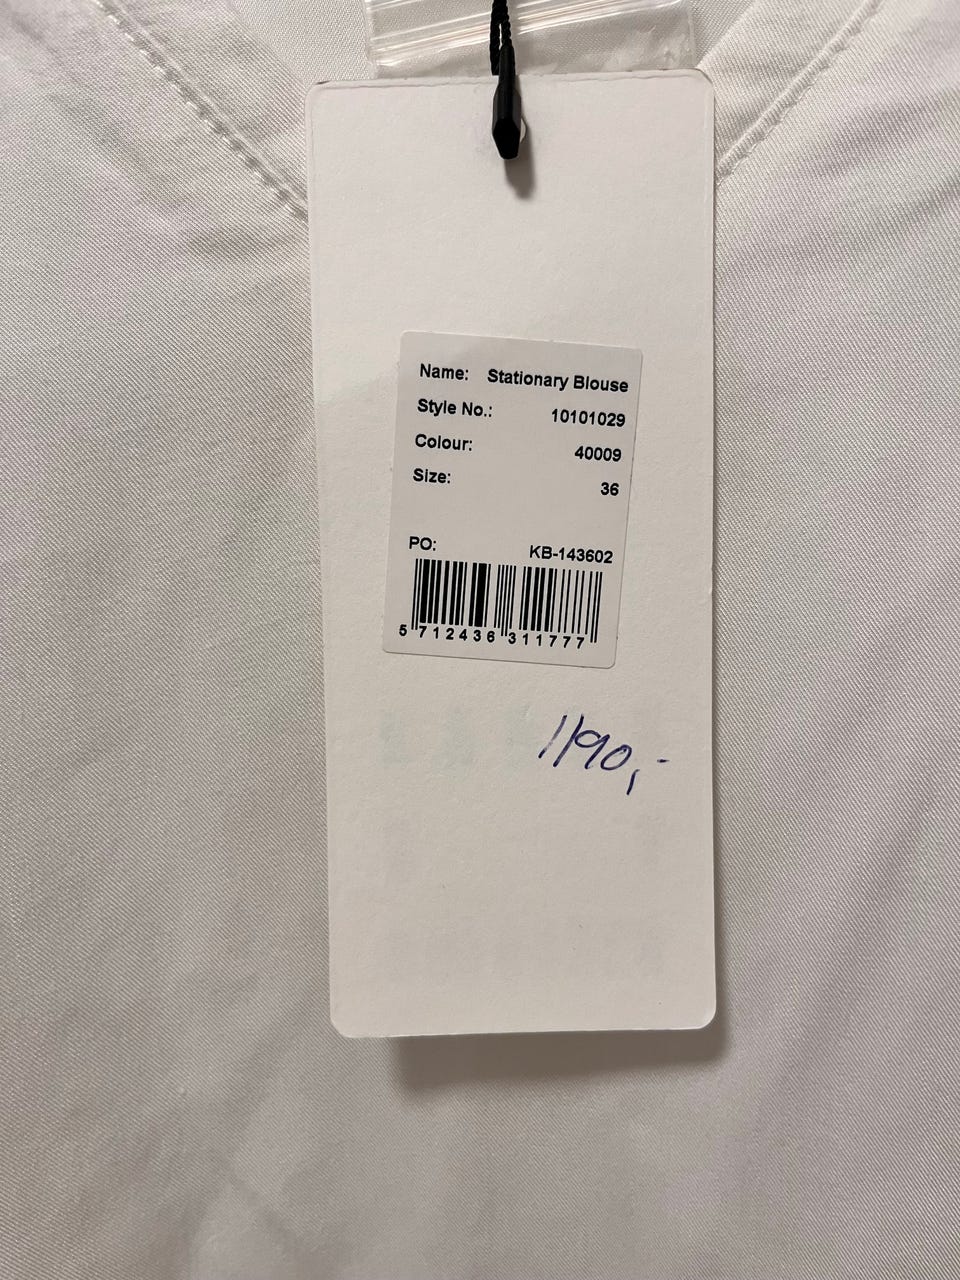 Name: Stationary Blouse
Style No.: 10101029
Colour: 40009
Size: 36
PO: KB-143602
5 712436 311777
1190,-